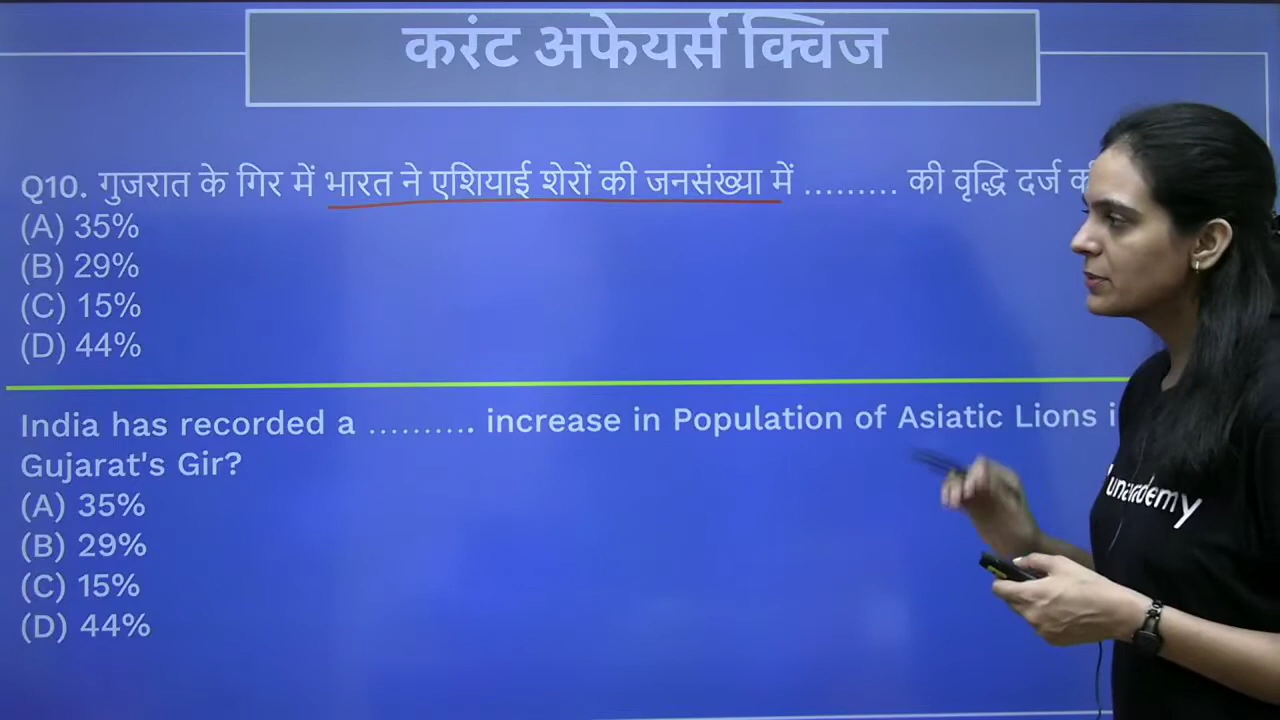 करंट अफेयर्स क्विज
Q10. गुजरात के गिर में भारत ने एशियाई शेरों की जनसंख्या में ......... की वृद्धि दर्ज
(A) 35%
(B) 29%
(C) 15%
(D) 44%
India has recorded a .......... increase in Population of Asiatic Lions
Gujarat's Gir?
(A) 35%
(B) 29%
(C) 15%
(D) 44%
unacademy